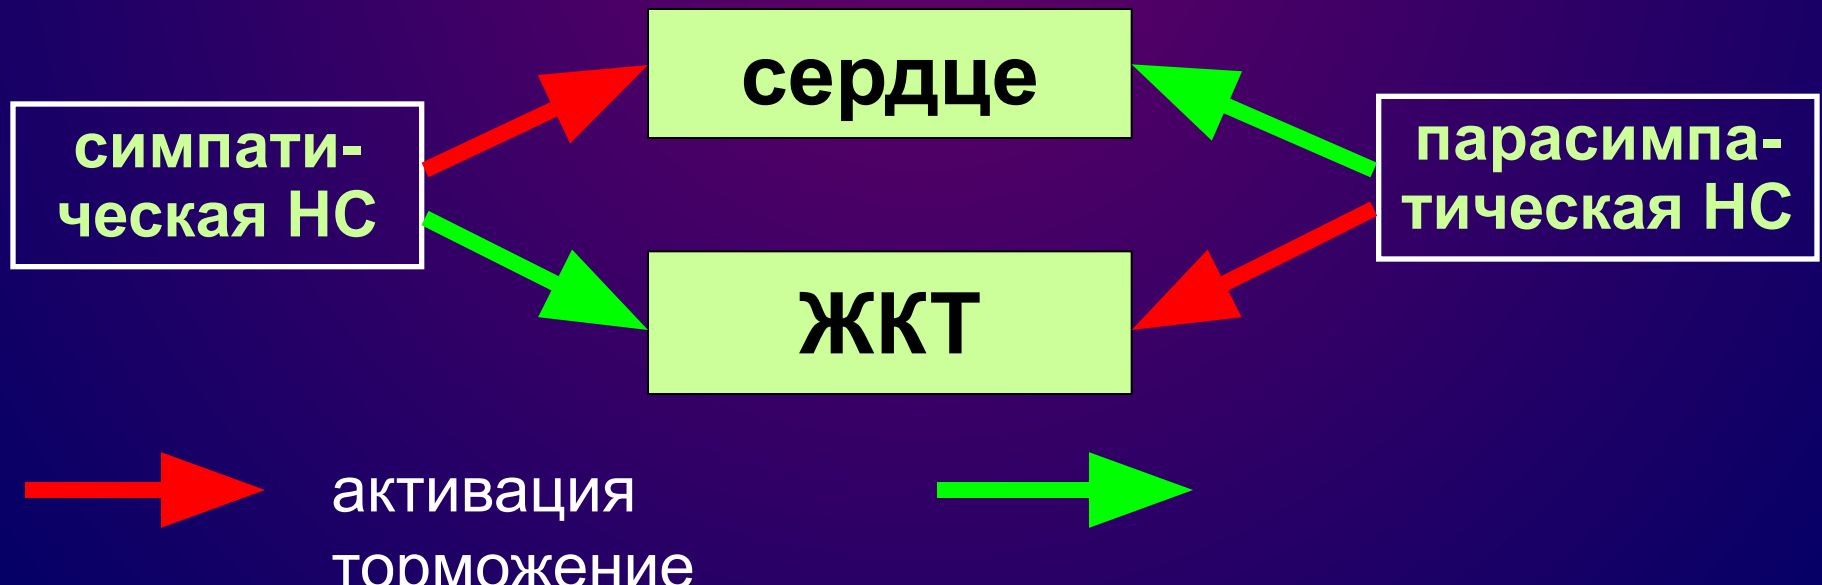 сердце
симпати-
ческая НС
парасимпа-
тическая НС
ЖКТ
активация
торможение